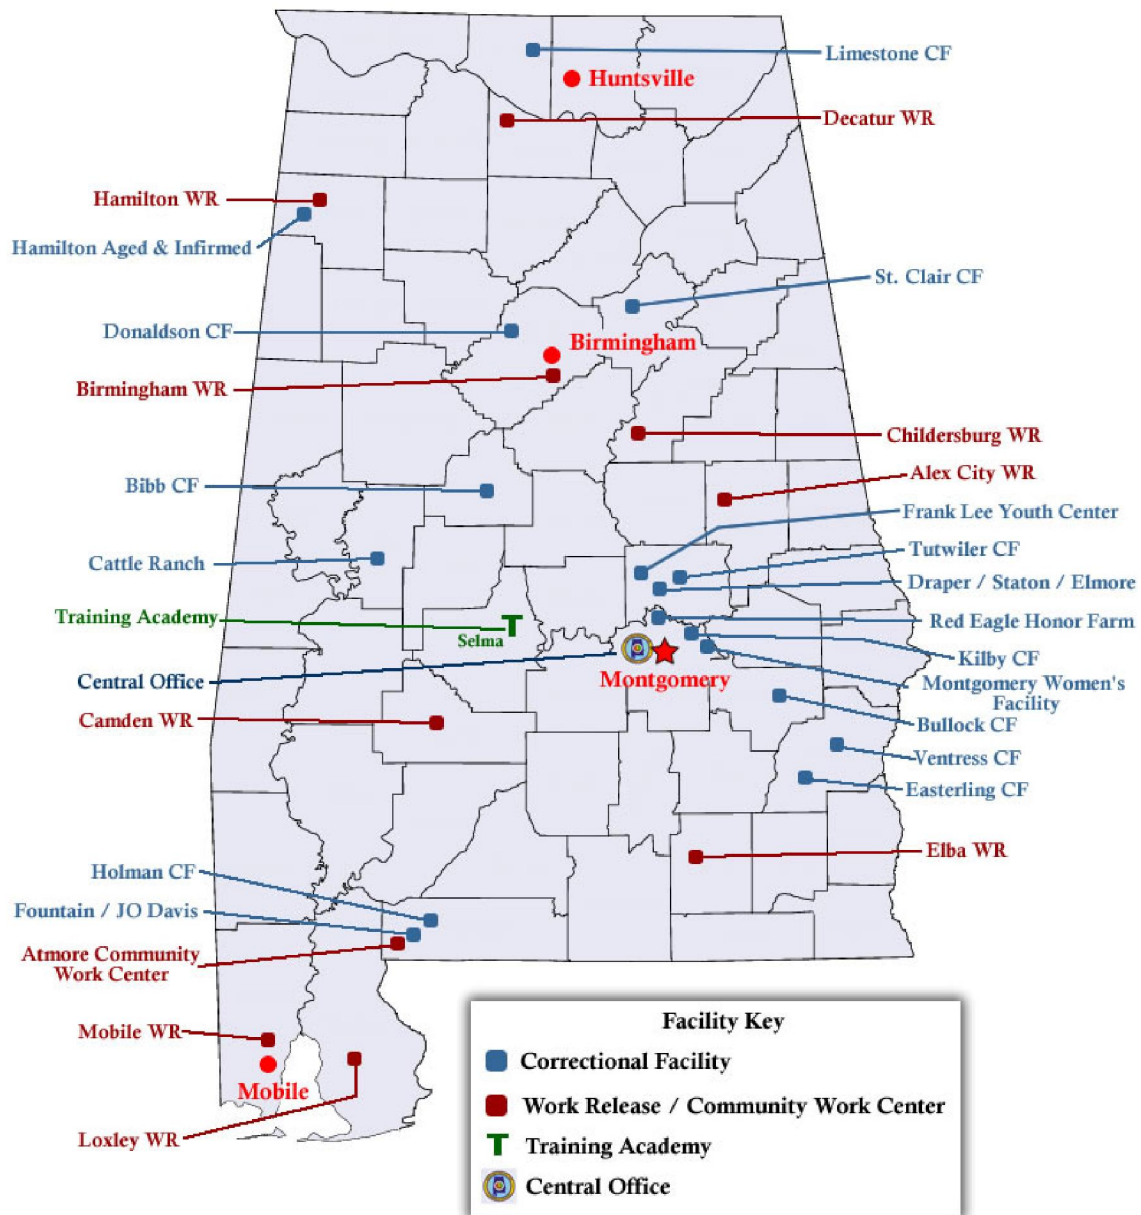 Limestone CF
Huntsville
Decatur WR
Hamilton WR
Hamilton Aged & Infirmed
St. Clair CF
Donaldson CF
Birmingham
Birmingham WR
Childersburg WR
Alex City WR
Bibb CF
Frank Lee Youth Center
Tutwiler CF
Cattle Ranch
Draper / Staton / Elmore
Training Academy
T
Selma
Red Eagle Honor Farm
Kilby CF
Central Office
Montgomery
Montgomery Women's
Facility
Camden WR
Bullock CF
Ventress CF
Easterling CF
Elba WR
Holman CF
Fountain / JO Davis
Atmore Community
Work Center
Mobile WR
Mobile
Loxley WR
Facility Key
Correctional Facility
Work Release / Community Work Center
T Training Academy
Central Office